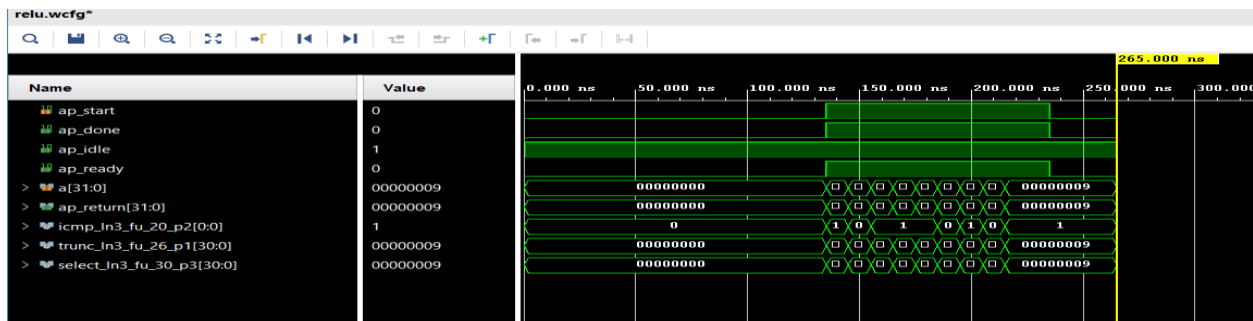 relu.wcfg*
265.000 ns
Name Value 0.000 ns 50.000 ns 100.000 ns 150.000 ns 200.000 ns 250.000 ns 300.000
ap_start 0
ap_done 0
ap_idle 1
ap_ready 0
> a[31:0] 00000009 00000000 00000009
> ap_return[31:0] 00000009 00000000 00000009
> icmp_ln3_fu_20_p2[0:0] 1 0 1 0 1 0 1 0 1
> trunc_ln3_fu_26_p1[30:0] 00000009 00000000 00000009
> select_ln3_fu_30_p3[30:0] 00000009 00000000 00000009